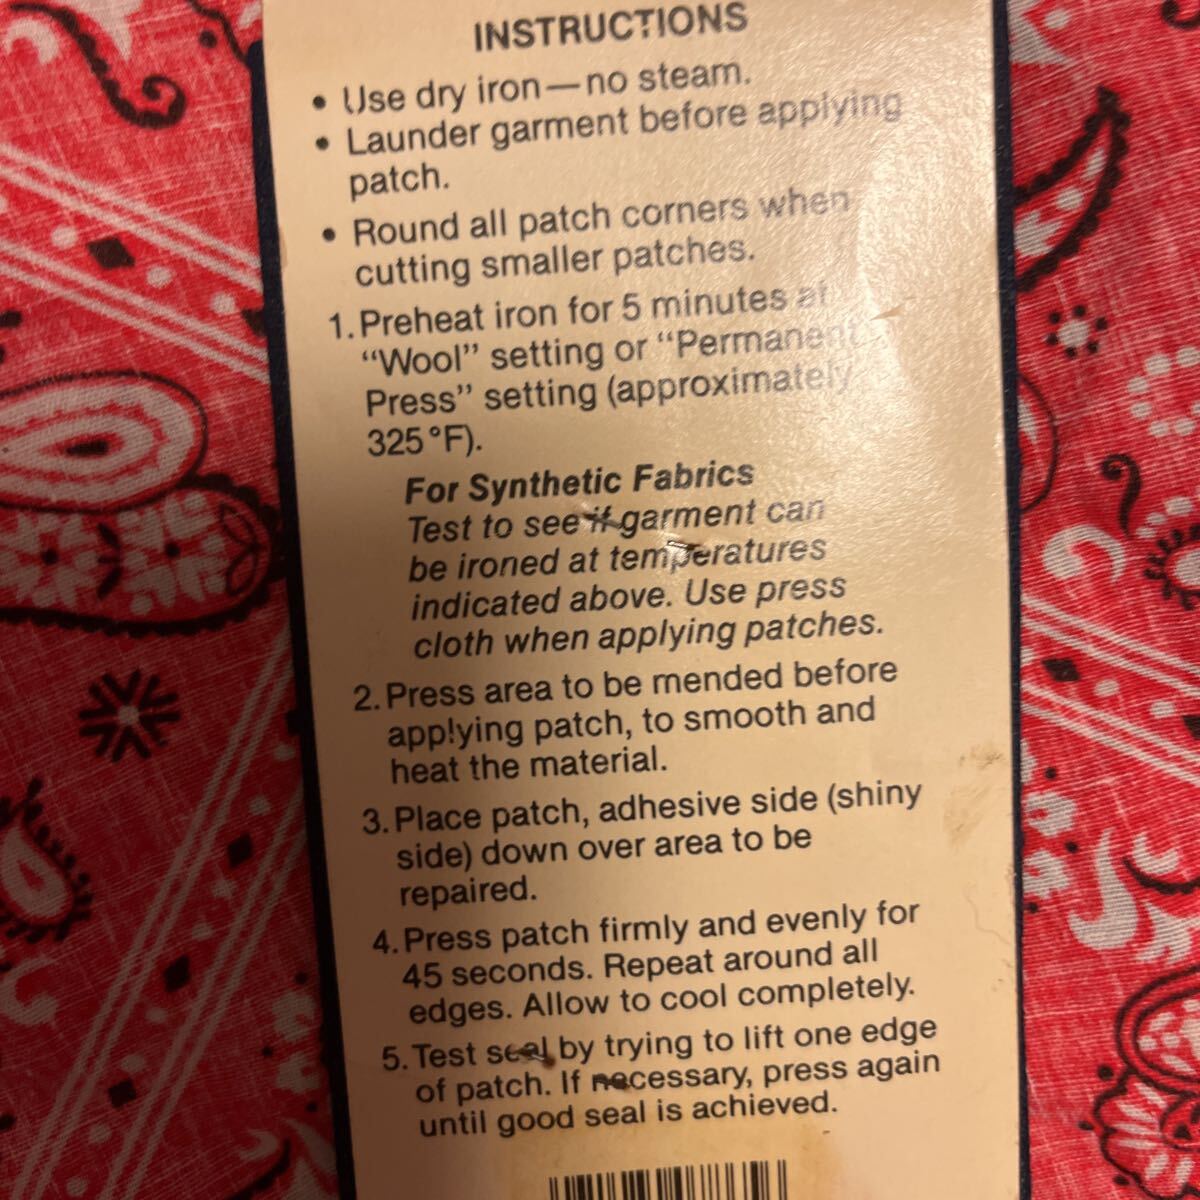 INSTRUCTIONS
• Use dry iron—no steam.
• Launder garment before applying
patch.
• Round all patch corners when
cutting smaller patches.
1. Preheat iron for 5 minutes at
“Wool” setting or “Permanent
Press” setting (approximately
325°F).
For Synthetic Fabrics
Test to see if garment can
be ironed at temperatures
indicated above. Use press
cloth when applying patches.
2. Press area to be mended before
applying patch, to smooth and
heat the material.
3. Place patch, adhesive side (shiny
side) down over area to be
repaired.
4. Press patch firmly and evenly for
45 seconds. Repeat around all
edges. Allow to cool completely.
5. Test seal by trying to lift one edge
of patch. If necessary, press again
until good seal is achieved.